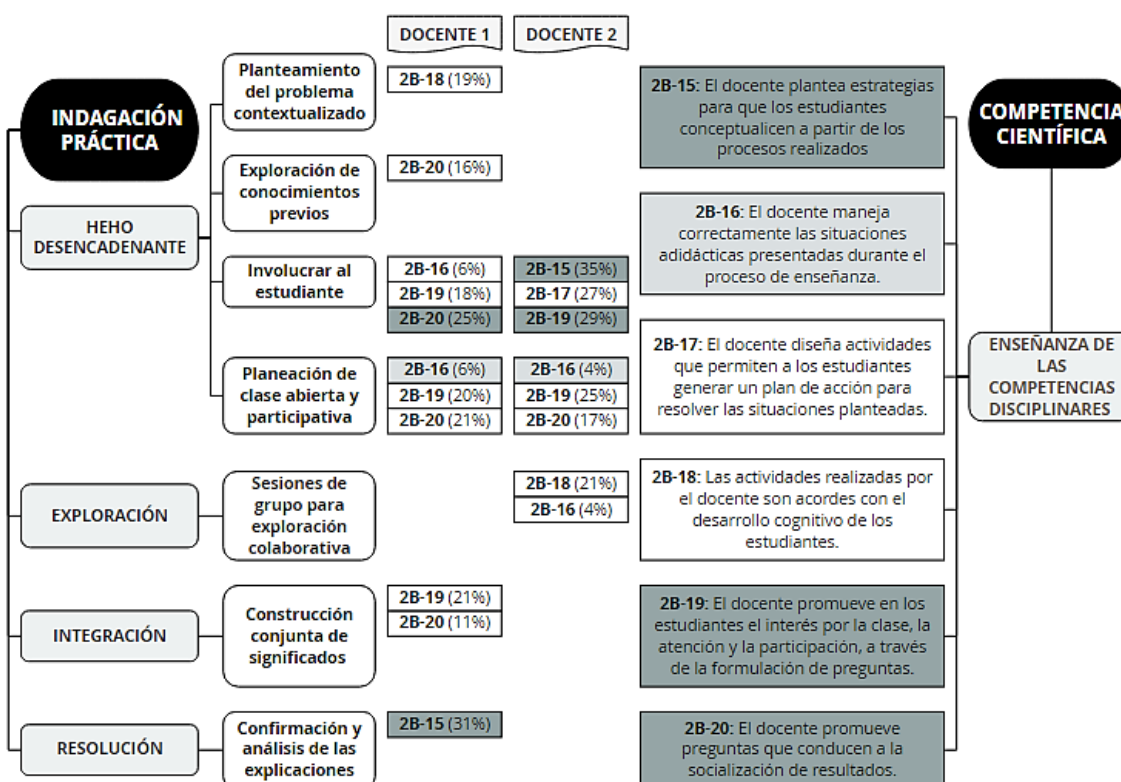 DOCENTE 1
DOCENTE 2
INDAGACIÓN
PRÁCTICA
HEHO
DESENCADENANTE
Planteamiento
del problema
contextualizado
2B-18 (19%)
Exploración de
conocimientos
previos
2B-20 (16%)
Involucrar al
estudiante
2B-16 (6%)
2B-19 (18%)
2B-20 (25%)
2B-15 (35%)
2B-17 (27%)
2B-19 (29%)
Planeación de
clase abierta y
participativa
2B-16 (6%)
2B-19 (20%)
2B-20 (21%)
2B-16 (4%)
2B-19 (25%)
2B-20 (17%)
EXPLORACIÓN
Sesiones de
grupo para
exploración
colaborativa
2B-18 (21%)
2B-16 (4%)
INTEGRACIÓN
Construcción
conjunta de
significados
2B-19 (21%)
2B-20 (11%)
RESOLUCIÓN
Confirmación y
análisis de las
explicaciones
2B-15 (31%)
2B-15: El docente plantea estrategias
para que los estudiantes
conceptualicen a partir de los
procesos realizados
2B-16: El docente maneja
correctamente las situaciones
adidácticas presentadas durante el
proceso de enseñanza.
2B-17: El docente diseña actividades
que permiten a los estudiantes
generar un plan de acción para
resolver las situaciones planteadas.
2B-18: Las actividades realizadas por
el docente son acordes con el
desarrollo cognitivo de los
estudiantes.
2B-19: El docente promueve en los
estudiantes el interés por la clase, la
atención y la participación, a través
de la formulación de preguntas.
2B-20: El docente promueve
preguntas que conducen a la
socialización de resultados.
COMPETENCIA
CIENTÍFICA
ENSEÑANZA DE
LAS
COMPETENCIAS
DISCIPLINARES